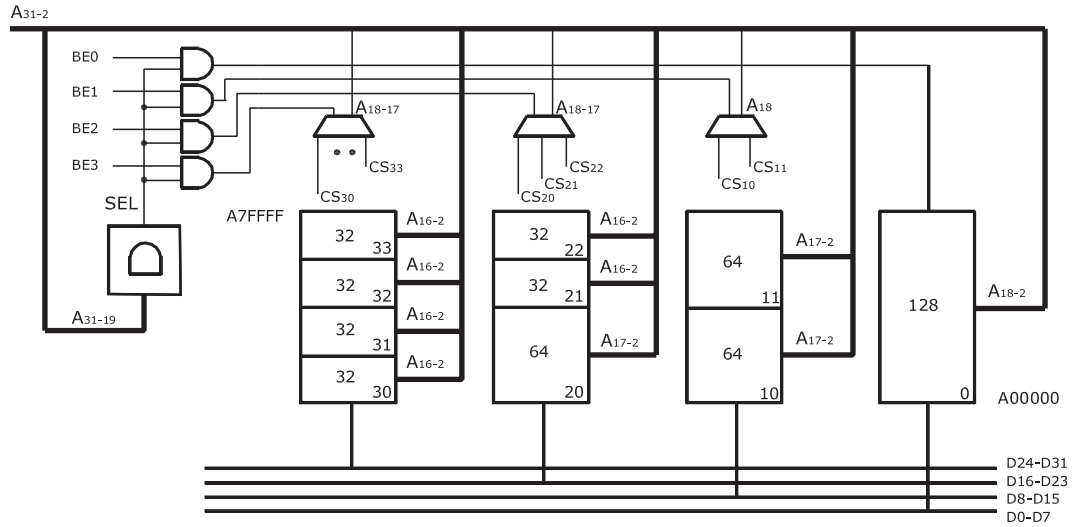 A31-2
BE0
BE1
BE2
BE3
A18-17
A18-17
A18
CS33
CS30
CS22
CS21
CS20
CS11
CS10
SEL
A7FFFF
A31-19
32
33
32
32
32
31
32
30
A16-2
A16-2
A16-2
A16-2
32
22
32
21
64
20
A16-2
A16-2
A17-2
64
11
64
10
A17-2
A17-2
128
0
A18-2
A00000
D24-D31
D16-D23
D8-D15
D0-D7